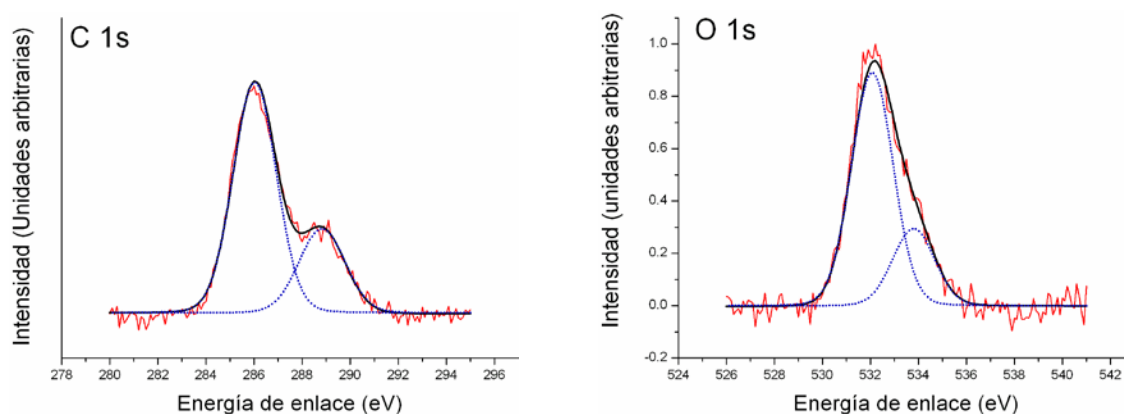 C 1s
Intensidad (Unidades arbitrarias)
278 280 282 284 286 288 290 292 294 296
Energía de enlace (eV)
O 1s
Intensidad (unidades arbitrarias)
1.0
0.8
0.6
0.4
0.2
0.0
-0.2
524 526 528 530 532 534 536 538 540 542
Energía de enlace (eV)